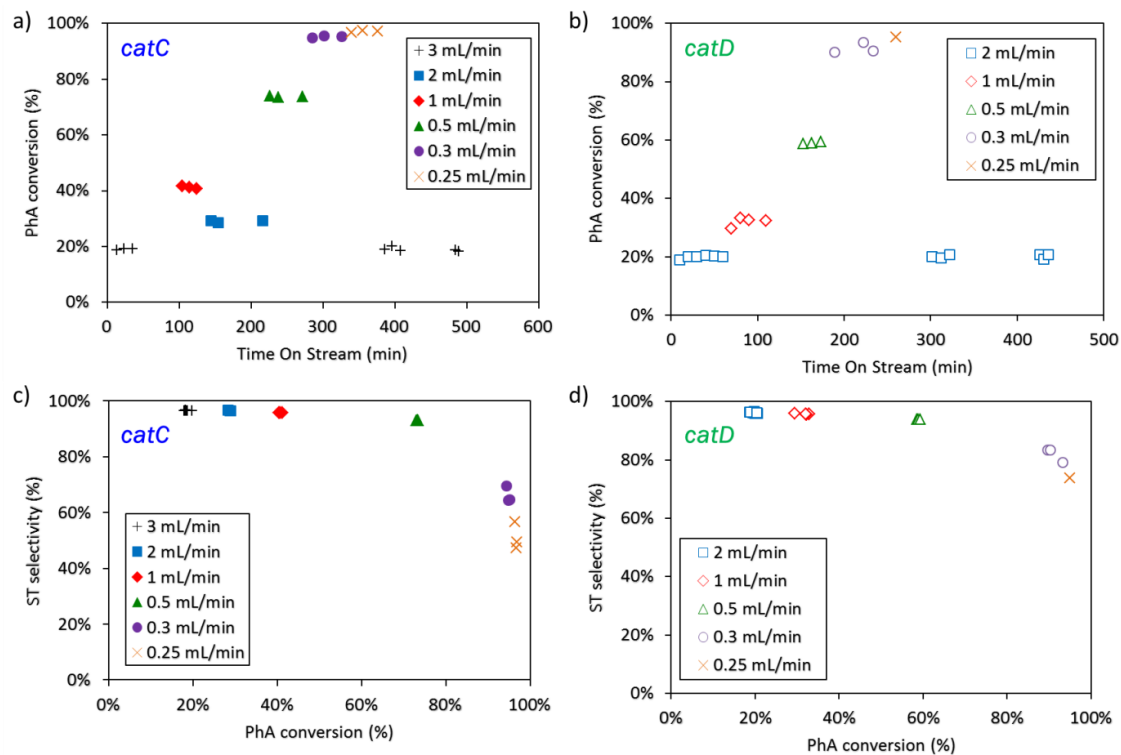 a)
catC
100%
80%
60%
40%
20%
0%
PhA conversion (%)
0 100 200 300 400 500 600
Time On Stream (min)
3 mL/min
2 mL/min
1 mL/min
0.5 mL/min
0.3 mL/min
0.25 mL/min
b)
catD
100%
80%
60%
40%
20%
0%
PhA conversion (%)
0 100 200 300 400 500
Time On Stream (min)
2 mL/min
1 mL/min
0.5 mL/min
0.3 mL/min
0.25 mL/min
c)
catC
100%
80%
60%
40%
20%
0%
ST selectivity (%)
0% 20% 40% 60% 80% 100%
PhA conversion (%)
3 mL/min
2 mL/min
1 mL/min
0.5 mL/min
0.3 mL/min
0.25 mL/min
d)
catD
100%
80%
60%
40%
20%
0%
ST selectivity (%)
0% 20% 40% 60% 80% 100%
PhA conversion (%)
2 mL/min
1 mL/min
0.5 mL/min
0.3 mL/min
0.25 mL/min